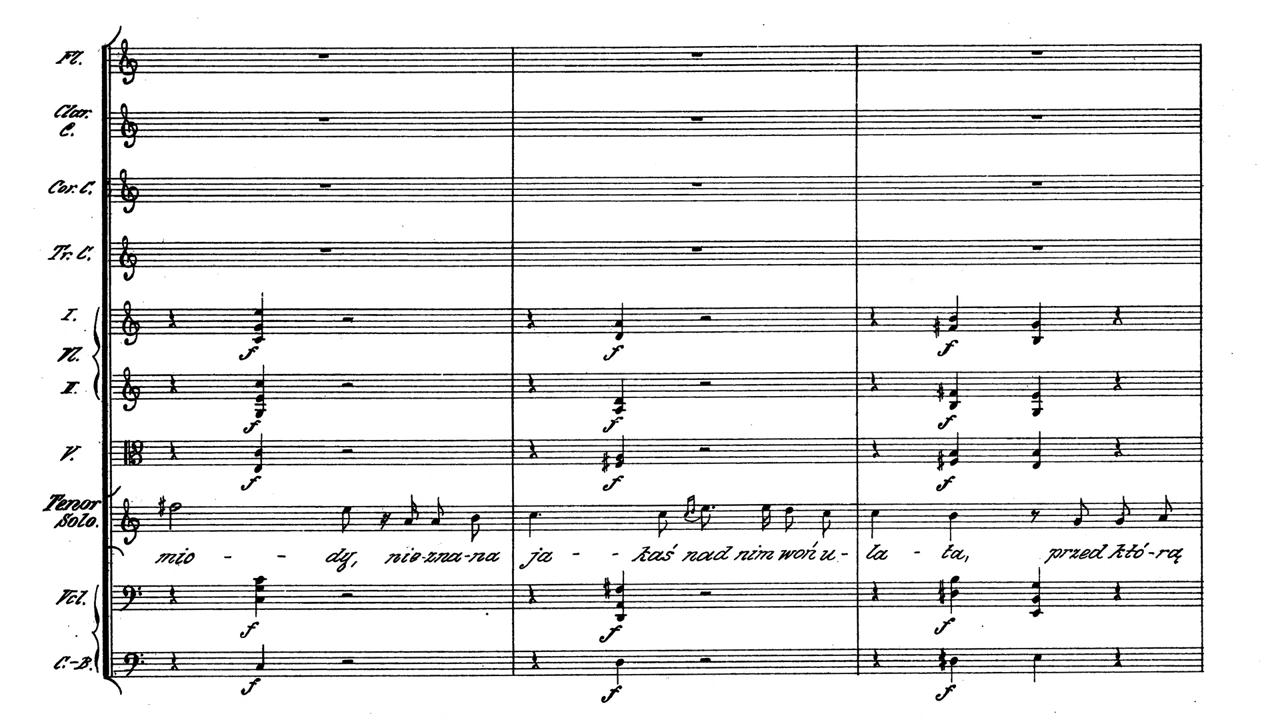 Fl.
Clar.
C.
Cor. C.
Tr. C.
I.
Vl.
II.
f f f
f f f
V.
f f f
Tenor
Solo.
mio - - dy, nie-zna-na ja - - kaś nad nim woń u - la - ta, przed któ-rą
Vcl.
f f f
C.-B.
f f f